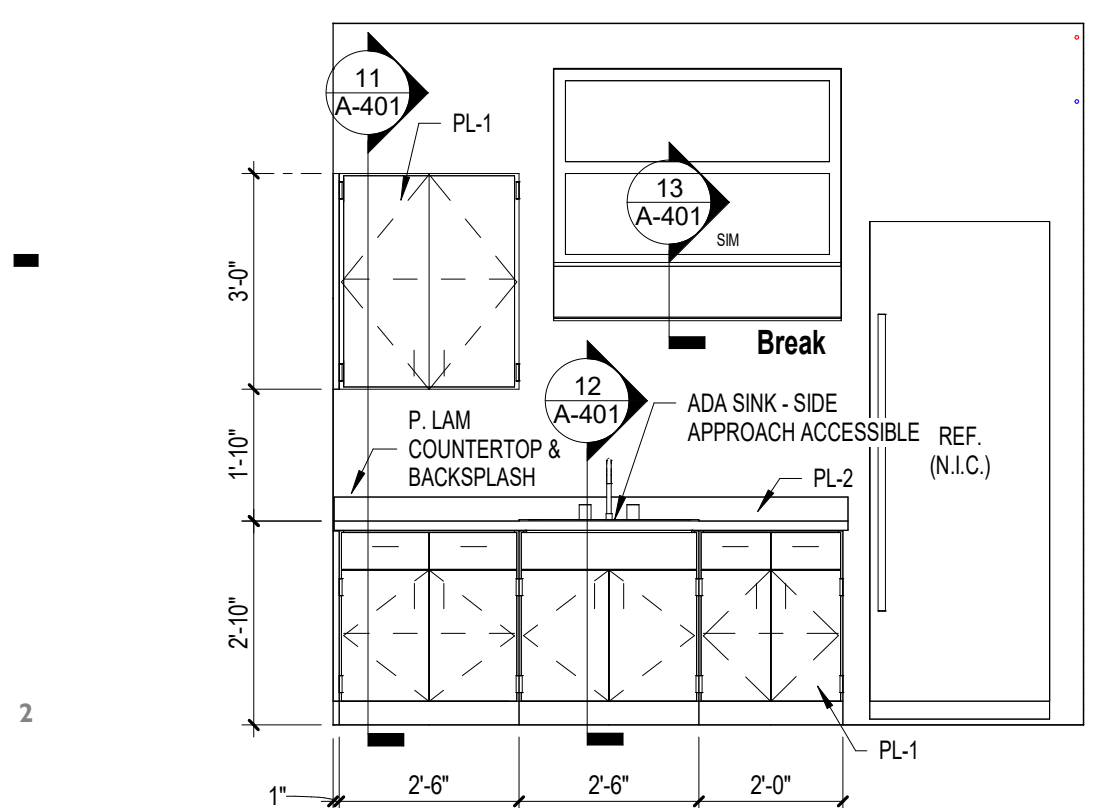 11
A-401
PL-1
13
A-401
SIM
3'-0"
Break
12
A-401
ADA SINK - SIDE
APPROACH ACCESSIBLE
P. LAM
COUNTERTOP &
BACKSPLASH
REF.
(N.I.C.)
1'-10"
PL-2
2'-10"
2
PL-1
1"
2'-6"
2'-6"
2'-0"